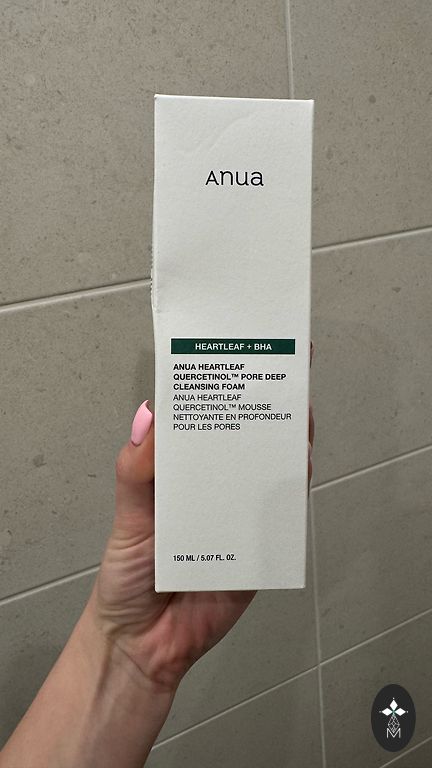 Anua
HEARTLEAF + BHA
ANUA HEARTLEAF
QUERCETINOL™ PORE DEEP
CLEANSING FOAM
ANUA HEARTLEAF
QUERCETINOL™ MOUSSE
NETTOYANTE EN PROFONDEUR
POUR LES PORES
150 ML / 5.07 FL. OZ.
M